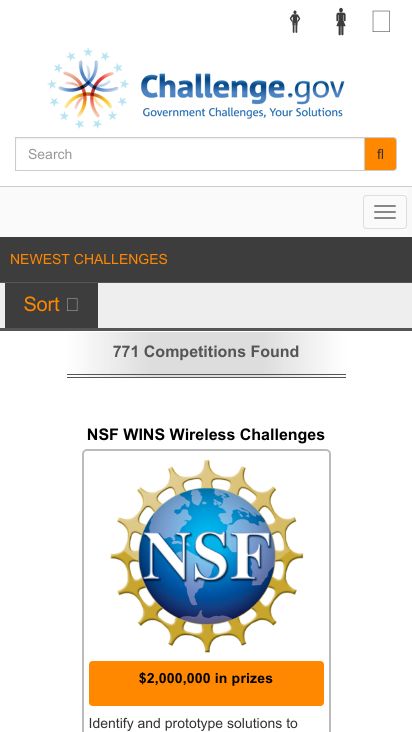 Challenge.gov
Government Challenges, Your Solutions
Search
NEWEST CHALLENGES
Sort
771 Competitions Found
NSF WINS Wireless Challenges
NSF
$2,000,000 in prizes
Identify and prototype solutions to